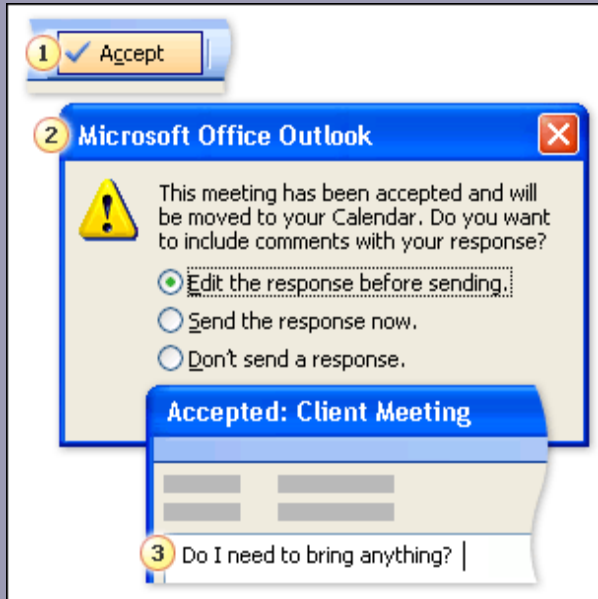 1 Accept
2 Microsoft Office Outlook
This meeting has been accepted and will
be moved to your Calendar. Do you want
to include comments with your response?
Edit the response before sending.
Send the response now.
Don't send a response.
Accepted: Client Meeting
3 Do I need to bring anything?